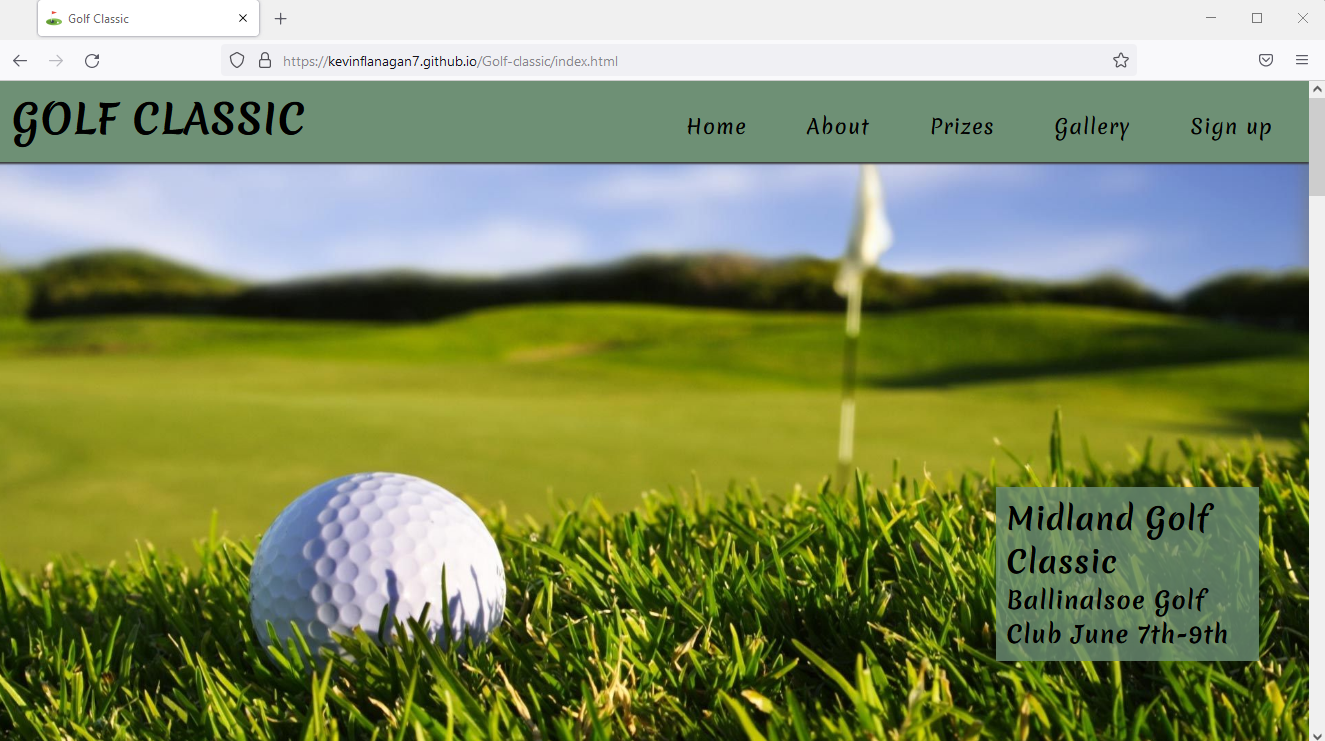 Golf Classic
https://kevinflanagan7.github.io/Golf-classic/index.html
GOLF CLASSIC
Home About Prizes Gallery Sign up
Midland Golf
Classic
Ballinalsoe Golf
Club June 7th-9th